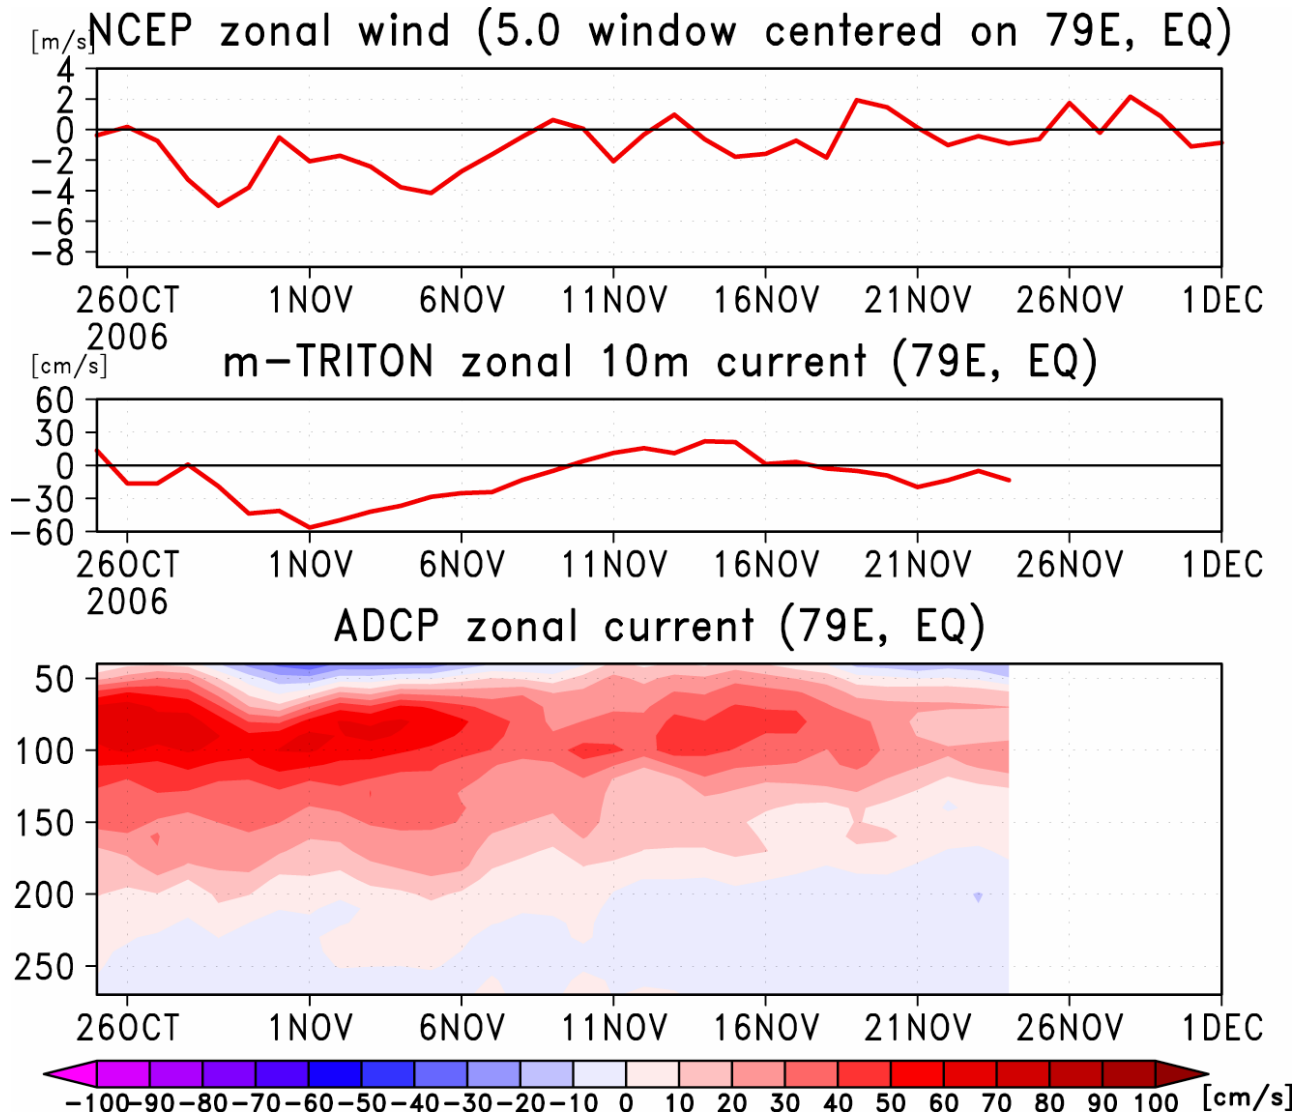 NCEP zonal wind (5.0 window centered on 79E, EQ)
[m/s]
4
2
0
−2
−4
−6
−8
26OCT 1NOV 6NOV 11NOV 16NOV 21NOV 26NOV 1DEC
2006
m−TRITON zonal 10m current (79E, EQ)
[cm/s]
60
30
0
−30
−60
26OCT 1NOV 6NOV 11NOV 16NOV 21NOV 26NOV 1DEC
2006
ADCP zonal current (79E, EQ)
50
100
150
200
250
26OCT 1NOV 6NOV 11NOV 16NOV 21NOV 26NOV 1DEC
−100 −90 −80 −70 −60 −50 −40 −30 −20 −10 0 10 20 30 40 50 60 70 80 90 100 [cm/s]